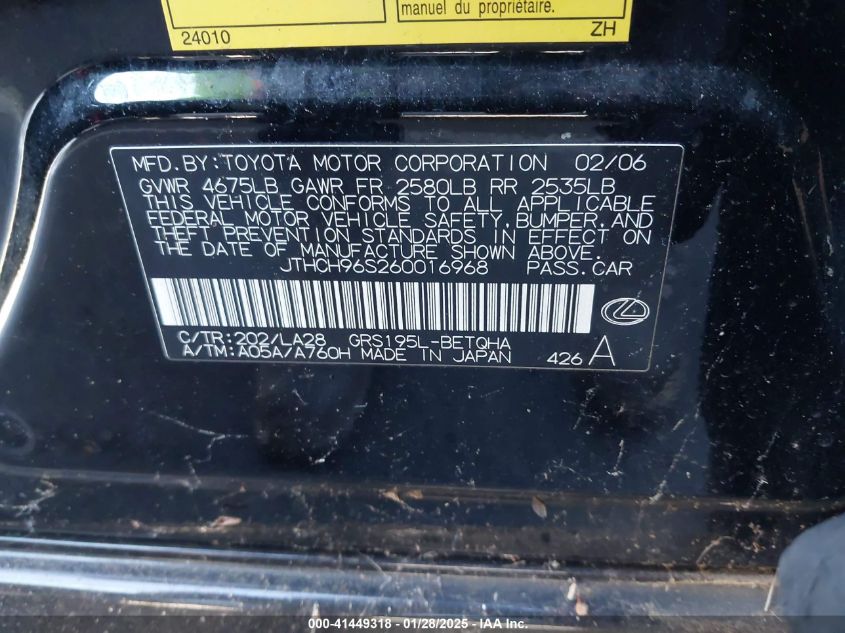 manuel du propriétaire.
24010 ZH
MFD.BY:TOYOTA MOTOR CORPORATION 02/06
GVWR 4675LB GAWR FR 2580LB RR 2535LB
THIS VEHICLE CONFORMS TO ALL APPLICABLE
FEDERAL MOTOR VEHICLE SAFETY, BUMPER, AND
THEFT PREVENTION STANDARDS IN EFFECT ON
THE DATE OF MANUFACTURE SHOWN ABOVE.
JTHCH96S260016968 PASS.CAR
C/TR:202/LA28 GRS195L-BETQHA
A/TM:A05A/A760H MADE IN JAPAN 426 A
000-41449318 - 01/28/2025 - IAA Inc.